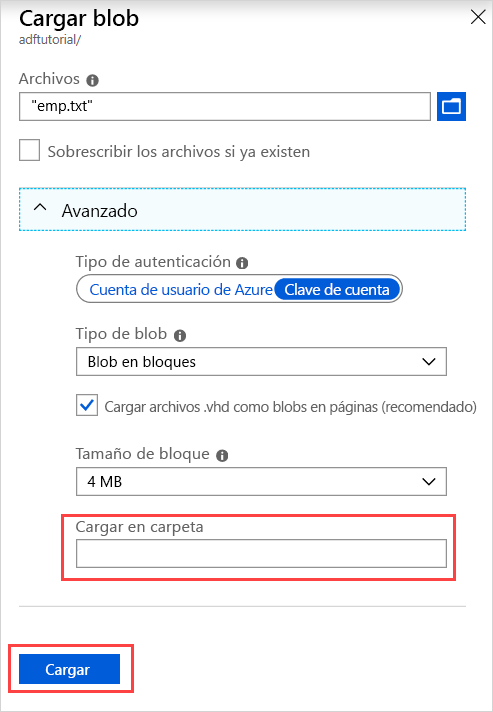 Cargar blob
adftutorial/
Archivos
"emp.txt"
Sobrescribir los archivos si ya existen
Avanzado
Tipo de autenticación
Cuenta de usuario de Azure Clave de cuenta
Tipo de blob
Blob en bloques
Cargar archivos .vhd como blobs en páginas (recomendado)
Tamaño de bloque
4 MB
Cargar en carpeta
Cargar